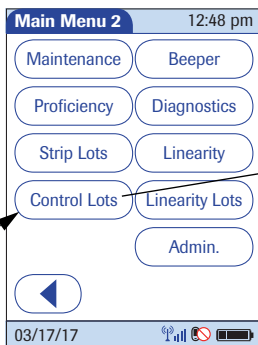 Main Menu 2 12:48 pm
Maintenance Beeper
Proficiency Diagnostics
Strip Lots Linearity
Control Lots Linearity Lots
Admin.
03/17/17